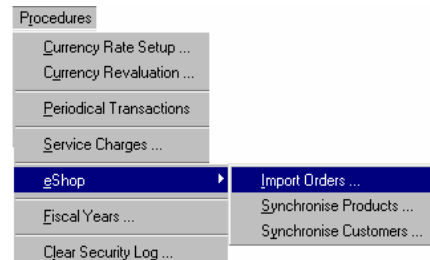 Procedures
Currency Rate Setup ...
Currency Revaluation ...
Periodical Transactions
Service Charges ...
eShop
Import Orders ...
Synchronise Products ...
Synchronise Customers ...
Fiscal Years ...
Clear Security Log ...